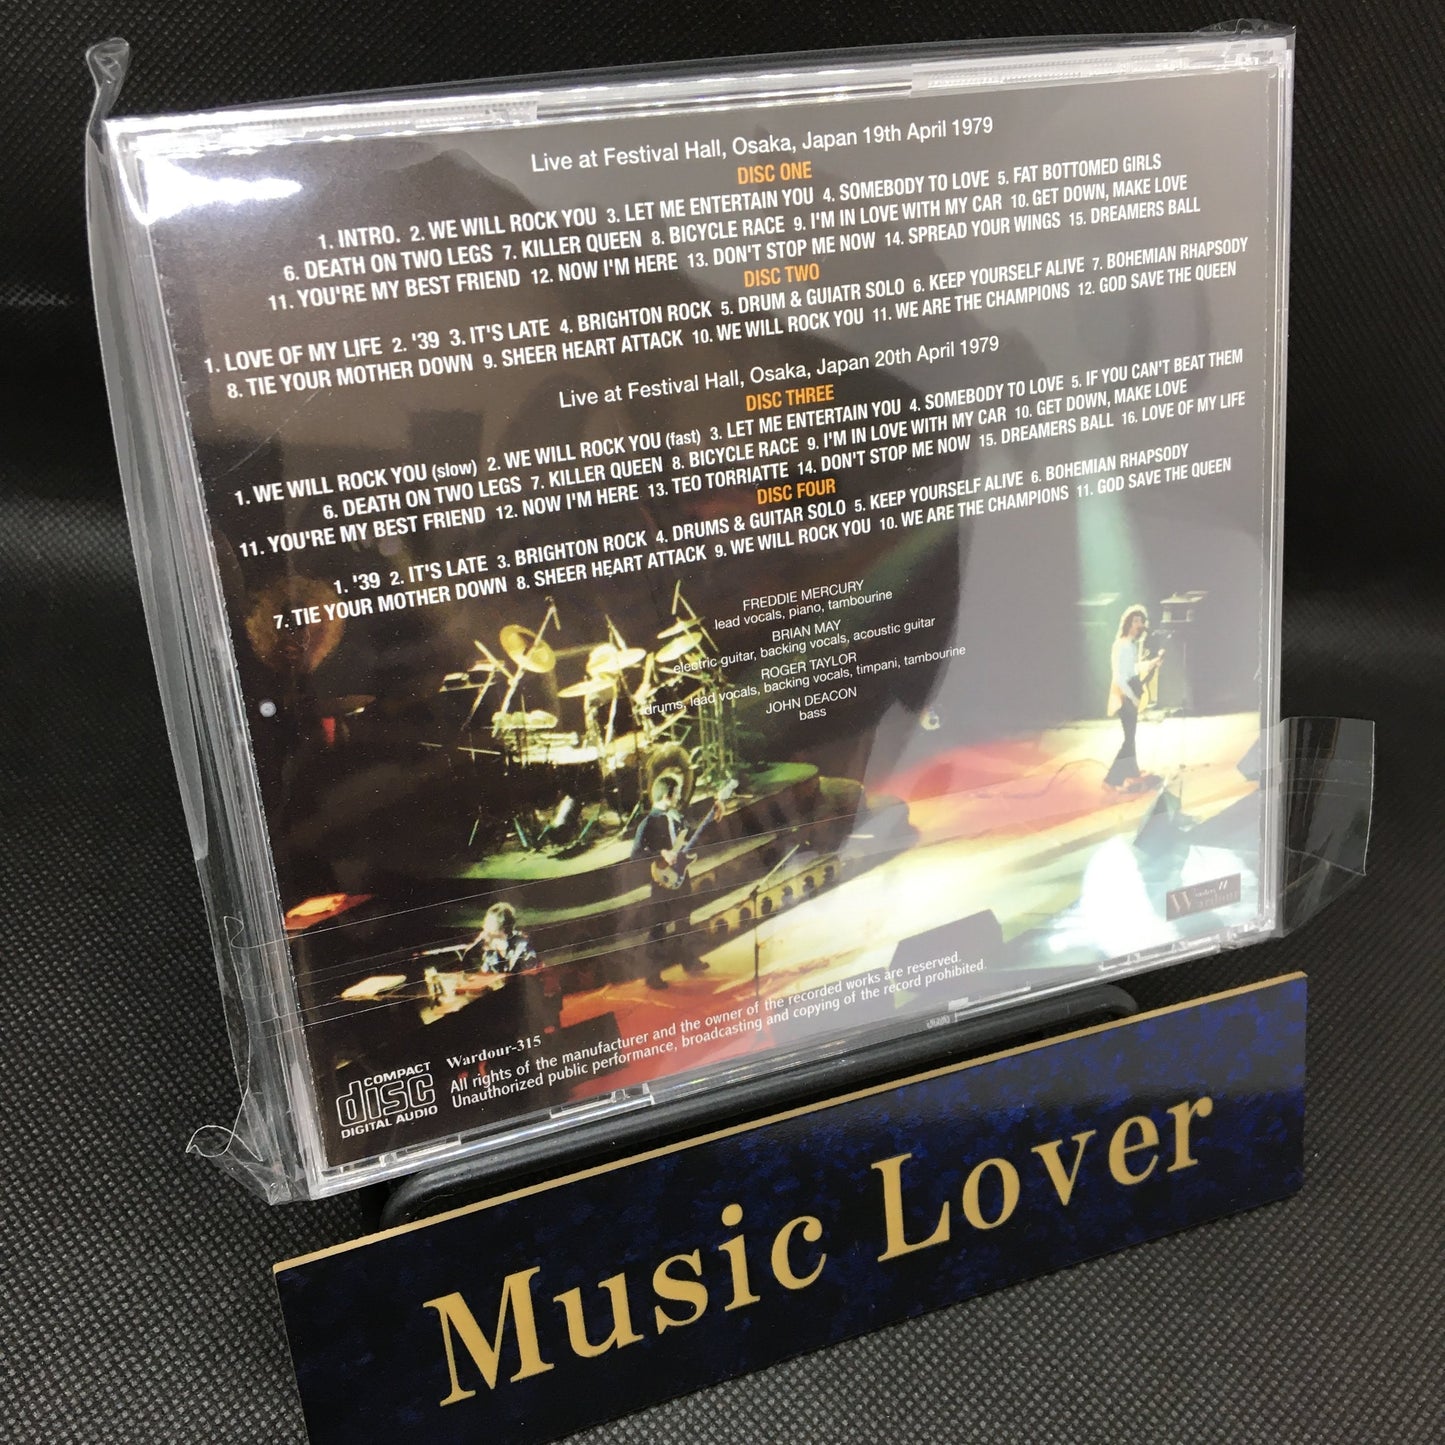 Live at Festival Hall, Osaka, Japan 19th April 1979
DISC ONE
1. INTRO. 2. WE WILL ROCK YOU 3. LET ME ENTERTAIN YOU 4. SOMEBODY TO LOVE 5. FAT BOTTOMED GIRLS
6. DEATH ON TWO LEGS 7. KILLER QUEEN 8. BICYCLE RACE 9. I'M IN LOVE WITH MY CAR 10. GET DOWN, MAKE LOVE
11. YOU'RE MY BEST FRIEND 12. NOW I'M HERE 13. DON'T STOP ME NOW 14. SPREAD YOUR WINGS 15. DREAMERS BALL
DISC TWO
1. LOVE OF MY LIFE 2. '39 3. IT'S LATE 4. BRIGHTON ROCK 5. DRUM & GUIATR SOLO 6. KEEP YOURSELF ALIVE 7. BOHEMIAN RHAPSODY
8. TIE YOUR MOTHER DOWN 9. SHEER HEART ATTACK 10. WE WILL ROCK YOU 11. WE ARE THE CHAMPIONS 12. GOD SAVE THE QUEEN
Live at Festival Hall, Osaka, Japan 20th April 1979
DISC THREE
1. WE WILL ROCK YOU (slow) 2. WE WILL ROCK YOU (fast) 3. LET ME ENTERTAIN YOU 4. SOMEBODY TO LOVE 5. IF YOU CAN'T BEAT THEM
6. DEATH ON TWO LEGS 7. KILLER QUEEN 8. BICYCLE RACE 9. I'M IN LOVE WITH MY CAR 10. GET DOWN, MAKE LOVE
11. YOU'RE MY BEST FRIEND 12. NOW I'M HERE 13. TEO TORRIATTE 14. DON'T STOP ME NOW 15. DREAMERS BALL 16. LOVE OF MY LIFE
DISC FOUR
1. '39 2. IT'S LATE 3. BRIGHTON ROCK 4. DRUMS & GUITAR SOLO 5. KEEP YOURSELF ALIVE 6. BOHEMIAN RHAPSODY
7. TIE YOUR MOTHER DOWN 8. SHEER HEART ATTACK 9. WE WILL ROCK YOU 10. WE ARE THE CHAMPIONS 11. GOD SAVE THE QUEEN
FREDDIE MERCURY
lead vocals, piano, tambourine
BRIAN MAY
electric guitar, backing vocals, acoustic guitar
ROGER TAYLOR
drums, lead vocals, backing vocals, timpani, tambourine
JOHN DEACON
bass
Wardour
COMPACT
disc
DIGITAL AUDIO
Wardour-315
All rights of the manufacturer and the owner of the recorded works are reserved.
Unauthorized public performance, broadcasting and copying of the record prohibited.
Music Lover